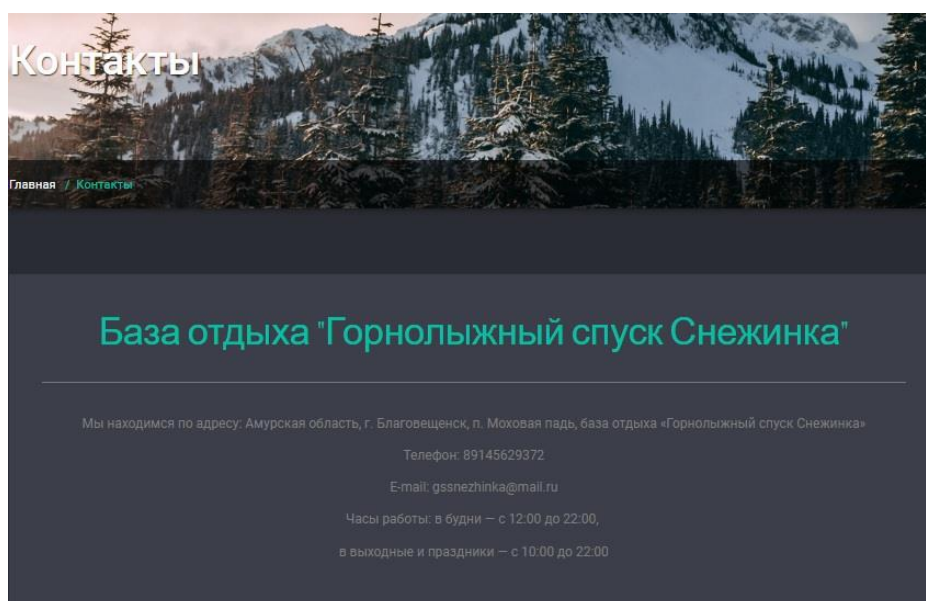 Контакты
Главная / Контакты
База отдыха "Горнолыжный спуск Снежинка"
Мы находимся по адресу: Амурская область, г. Благовещенск, п. Моховая падь, база отдыха «Горнолыжный спуск Снежинка»
Телефон: 89145629372
E-mail: gssnezhinka@mail.ru
Часы работы: в будни — с 12:00 до 22:00,
в выходные и праздники — с 10:00 до 22:00